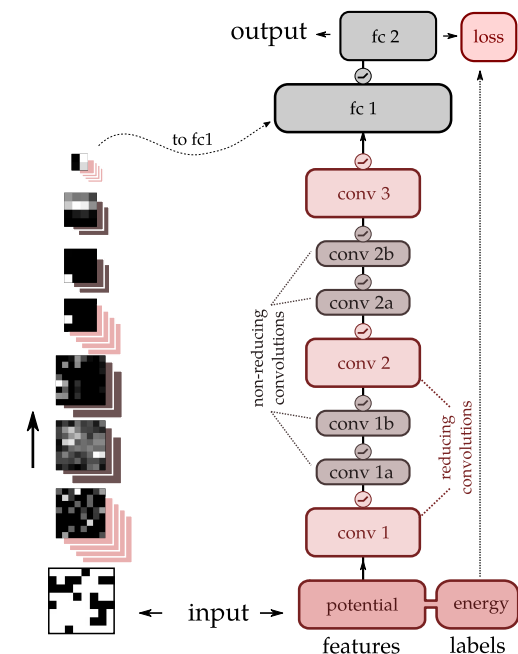 output
fc 2
loss
fc 1
to fc1
conv 3
conv 2b
conv 2a
non-reducing
convolutions
conv 2
conv 1b
conv 1a
reducing
convolutions
conv 1
input
potential
energy
features
labels